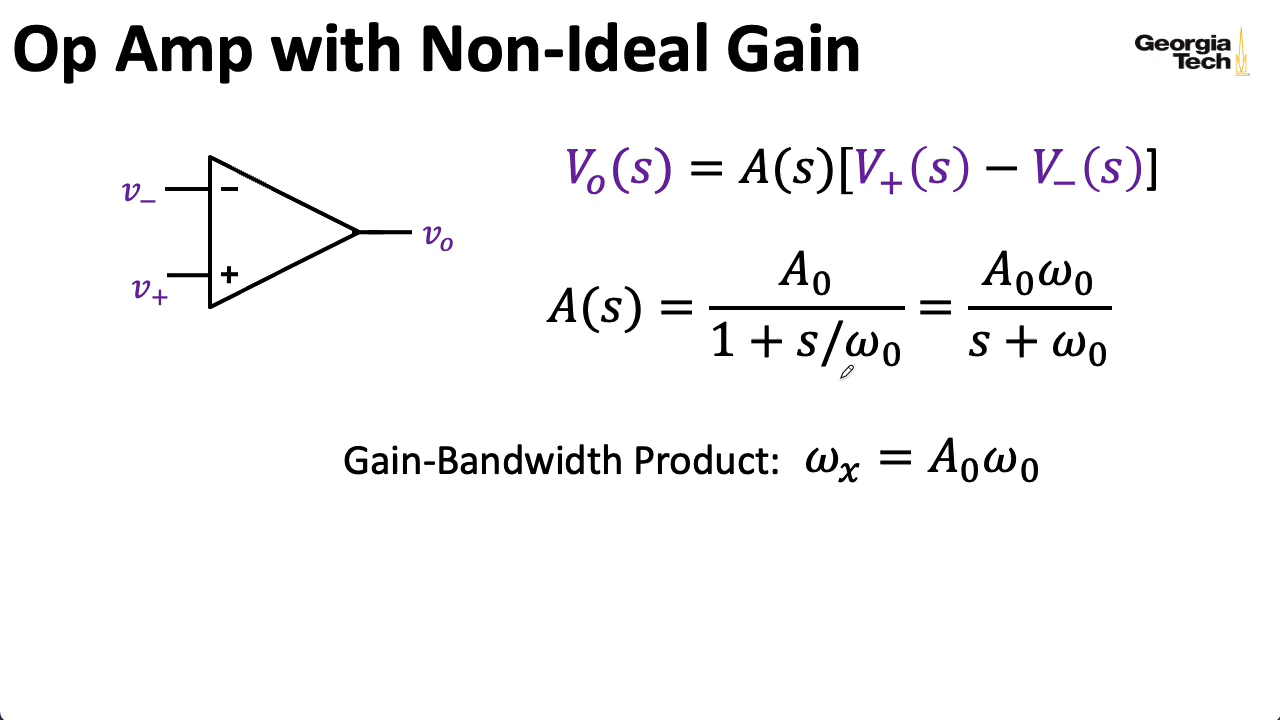 Op Amp with Non-Ideal Gain
Georgia
Tech
v₋
−
v₊
+
vₒ
Vₒ(s) = A(s)[V₊(s) − V₋(s)]
A(s) = A₀ / (1 + s/ω₀) = A₀ω₀ / (s + ω₀)
Gain-Bandwidth Product: ωₓ = A₀ω₀